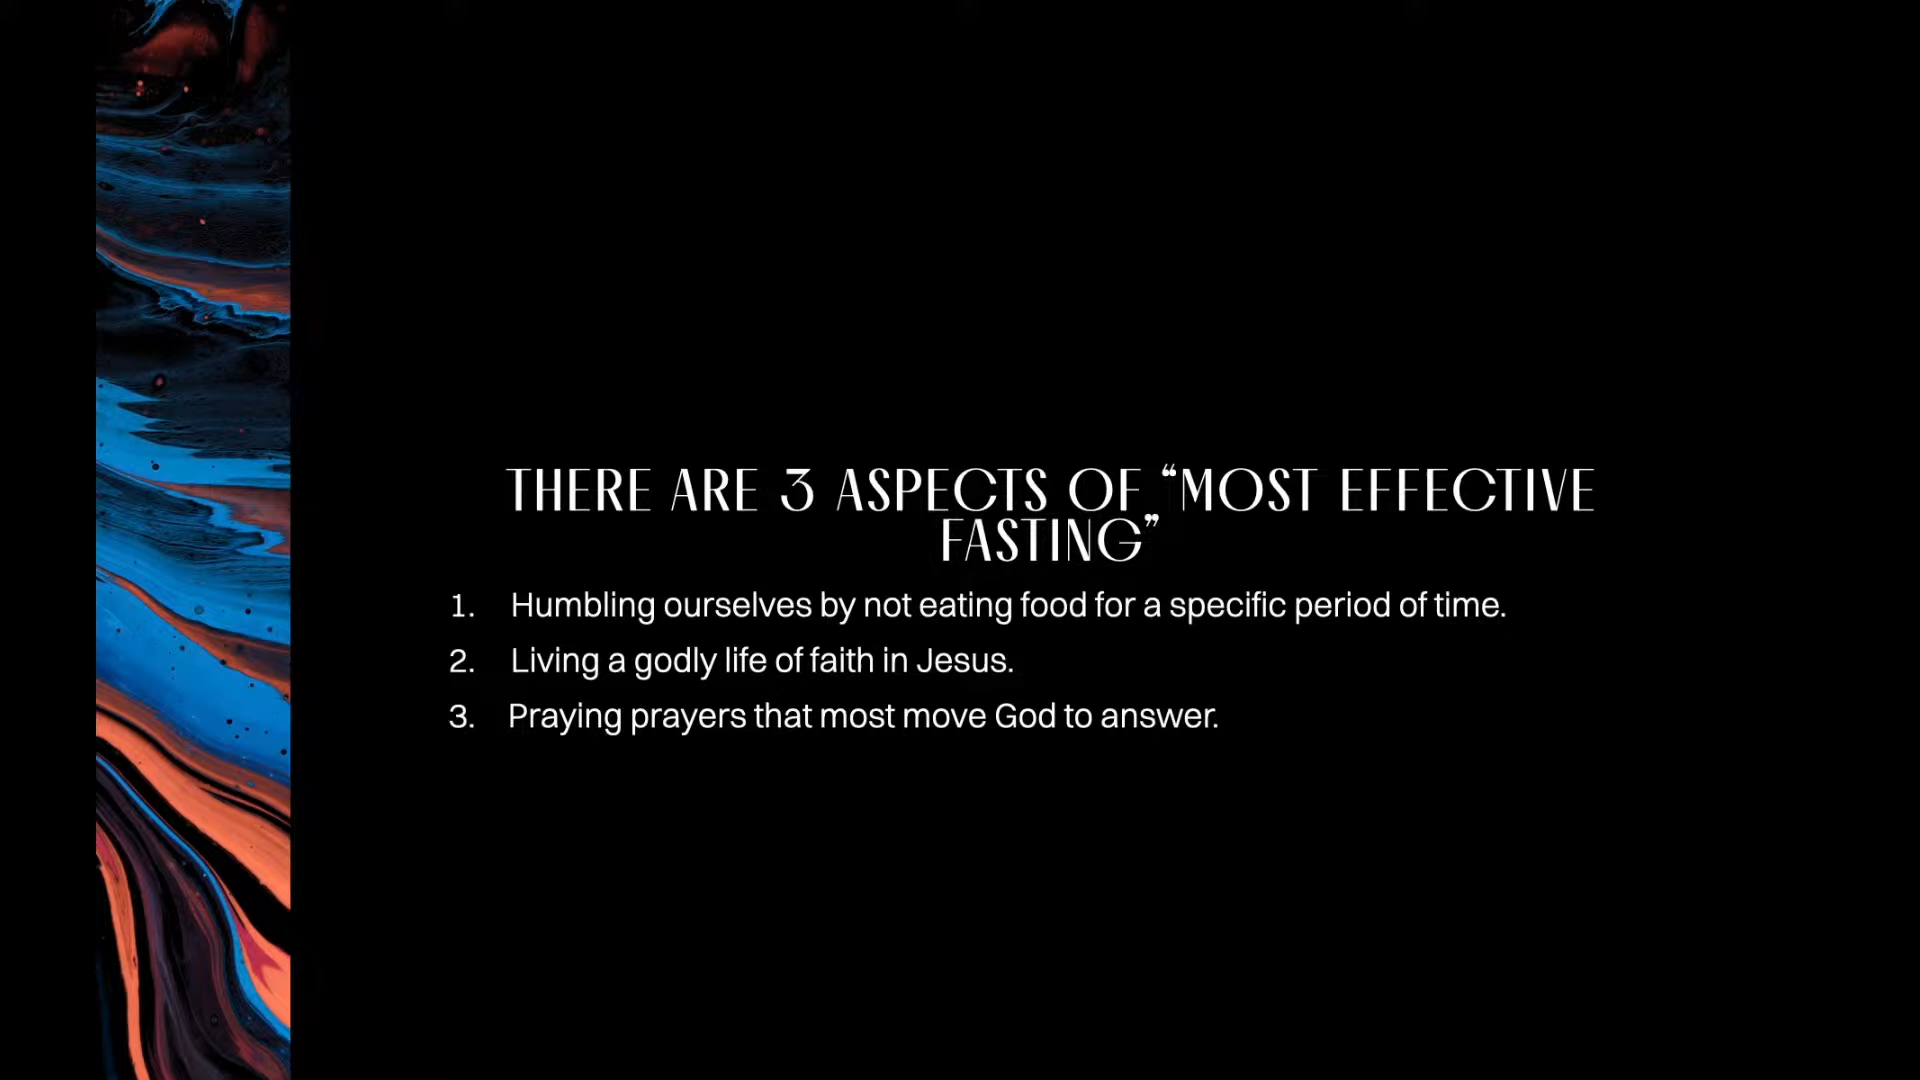 THERE ARE 3 ASPECTS OF “MOST EFFECTIVE
FASTING”
1. Humbling ourselves by not eating food for a specific period of time.
2. Living a godly life of faith in Jesus.
3. Praying prayers that most move God to answer.